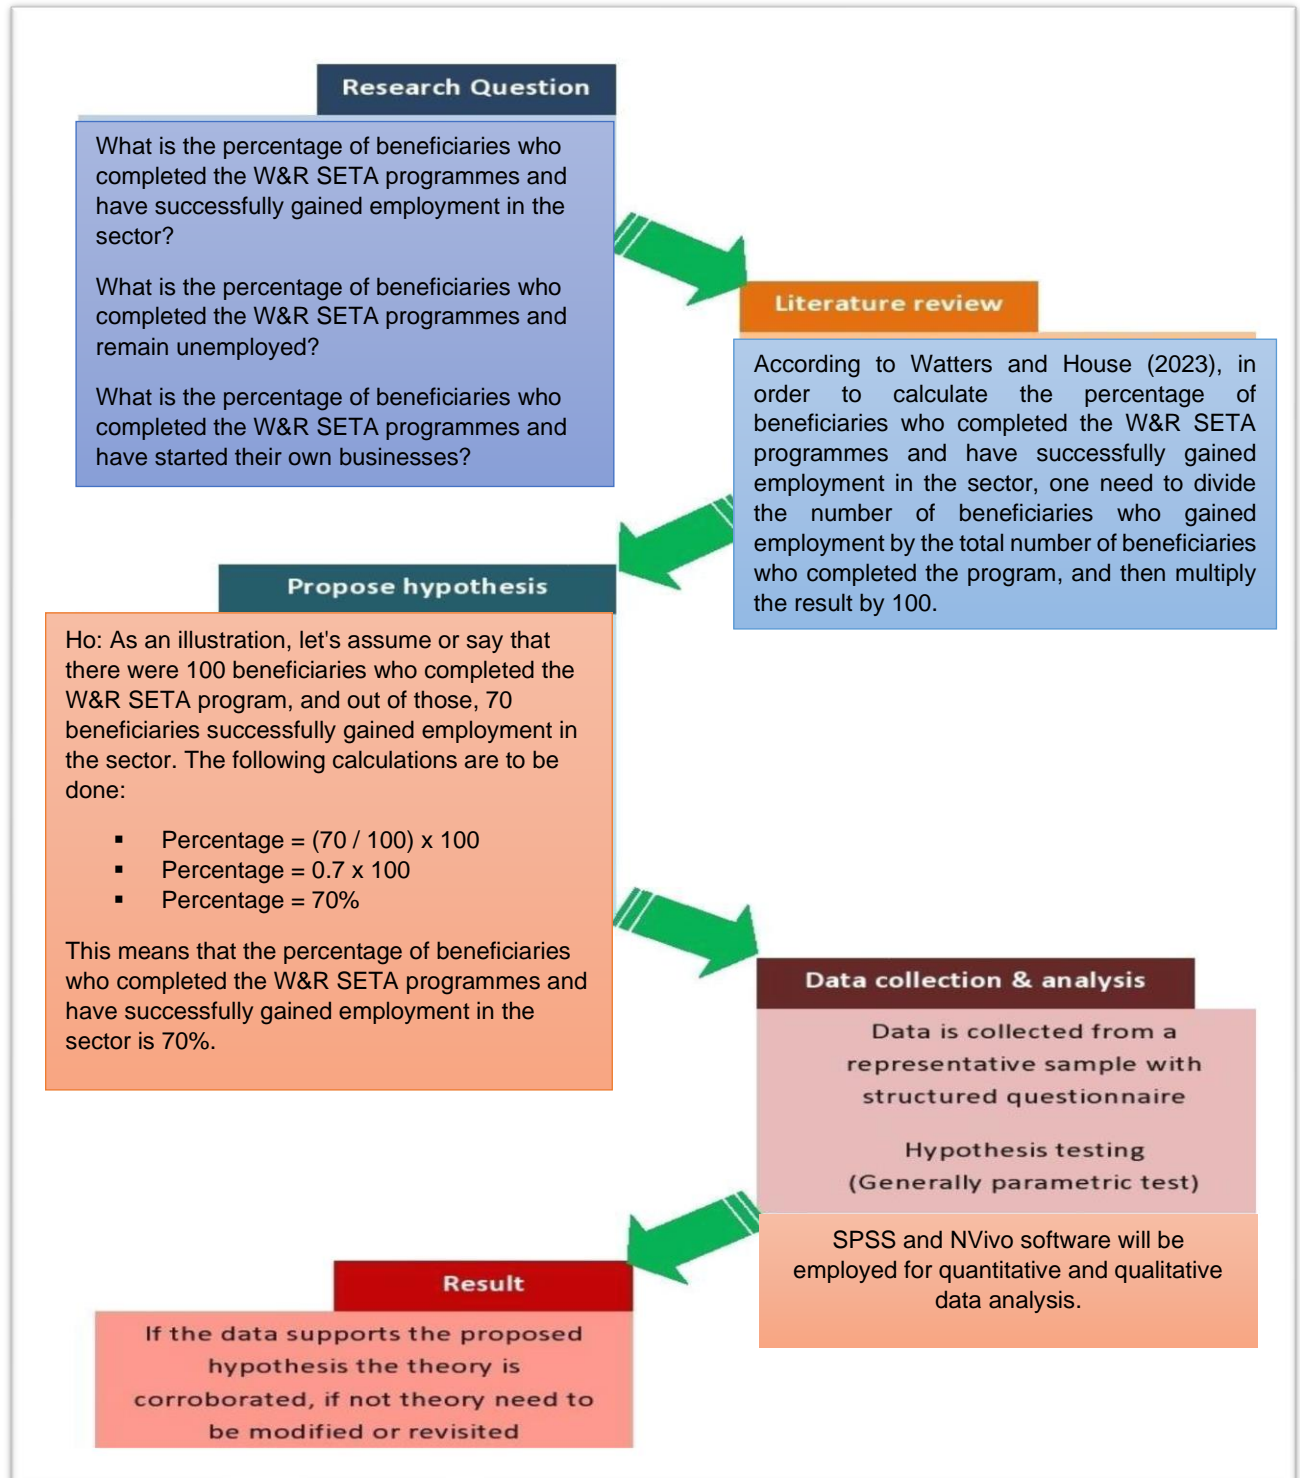 Research Question
What is the percentage of beneficiaries who
completed the W&R SETA programmes and
have successfully gained employment in the
sector?
What is the percentage of beneficiaries who
completed the W&R SETA programmes and
remain unemployed?
What is the percentage of beneficiaries who
completed the W&R SETA programmes and
have started their own businesses?
Literature review
According to Watters and House (2023), in
order to calculate the percentage of
beneficiaries who completed the W&R SETA
programmes and have successfully gained
employment in the sector, one need to divide
the number of beneficiaries who gained
employment by the total number of beneficiaries
who completed the program, and then multiply
the result by 100.
Propose hypothesis
Ho: As an illustration, let's assume or say that
there were 100 beneficiaries who completed the
W&R SETA program, and out of those, 70
beneficiaries successfully gained employment in
the sector. The following calculations are to be
done:
▪ Percentage = (70 / 100) x 100
▪ Percentage = 0.7 x 100
▪ Percentage = 70%
This means that the percentage of beneficiaries
who completed the W&R SETA programmes and
have successfully gained employment in the
sector is 70%.
Data collection & analysis
Data is collected from a
representative sample with
structured questionnaire
Hypothesis testing
(Generally parametric test)
SPSS and NVivo software will be
employed for quantitative and qualitative
data analysis.
Result
If the data supports the proposed
hypothesis the theory is
corroborated, if not theory need to
be modified or revisited